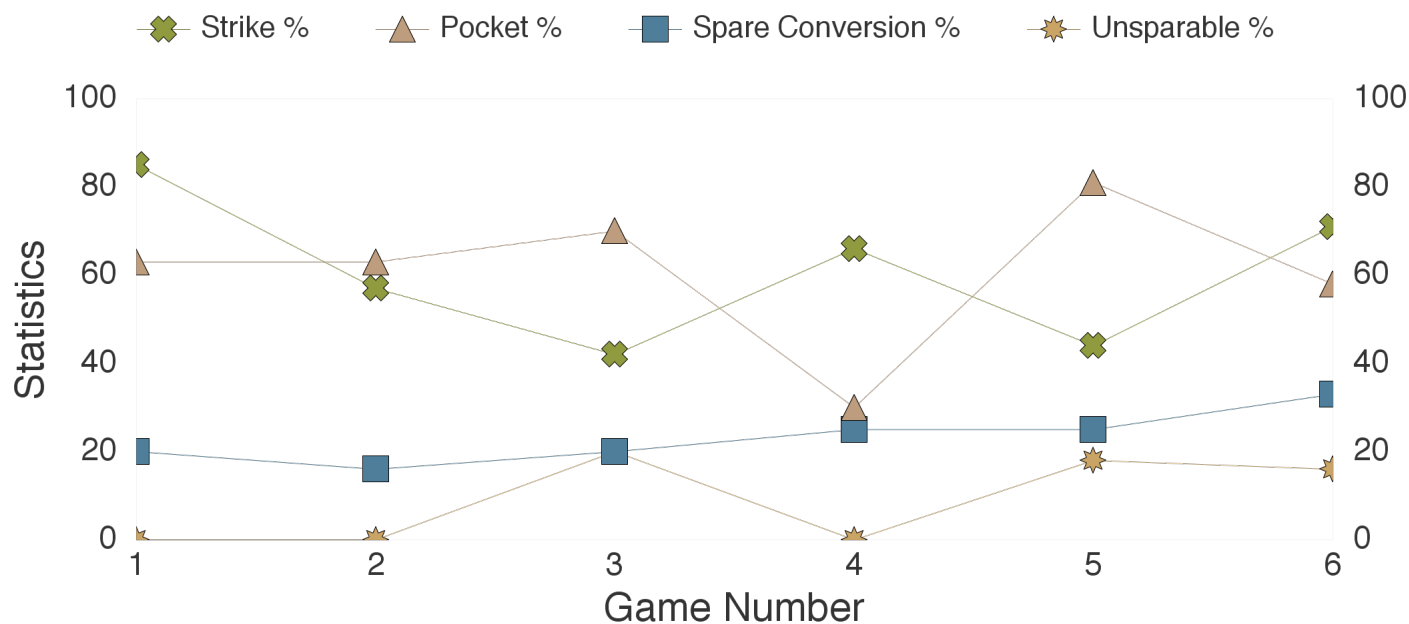 Strike % Pocket % Spare Conversion % Unsparable %
100 100
80 80
60 60
40 40
20 20
0 0
Statistics
1 2 3 4 5 6
Game Number